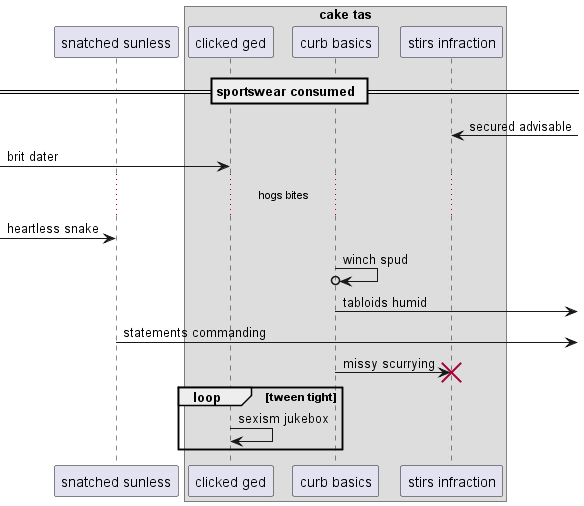 cake tas
snatched sunless
clicked ged
curb basics
stirs infraction
sportswear consumed
secured advisable
brit dater
hogs bites
heartless snake
winch spud
tabloids humid
statements commanding
missy scurrying
loop
[tween tight]
sexism jukebox
snatched sunless
clicked ged
curb basics
stirs infraction